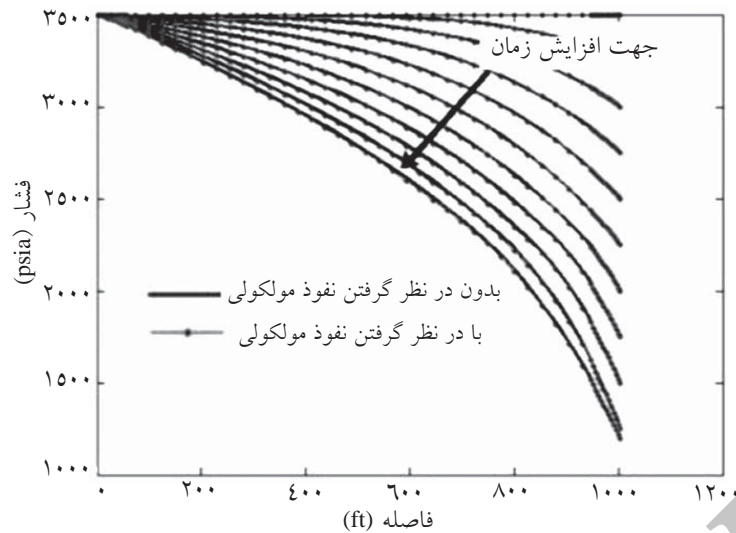 ۳۵۰۰
۳۰۰۰
۲۵۰۰
۲۰۰۰
۱۵۰۰
۱۰۰۰
فشار (psia)
جهت افزایش زمان
بدون در نظر گرفتن نفوذ مولکولی
با در نظر گرفتن نفوذ مولکولی
۰ ۲۰۰ ۴۰۰ ۶۰۰ ۸۰۰ ۱۰۰۰ ۱۲۰۰
فاصله (ft)